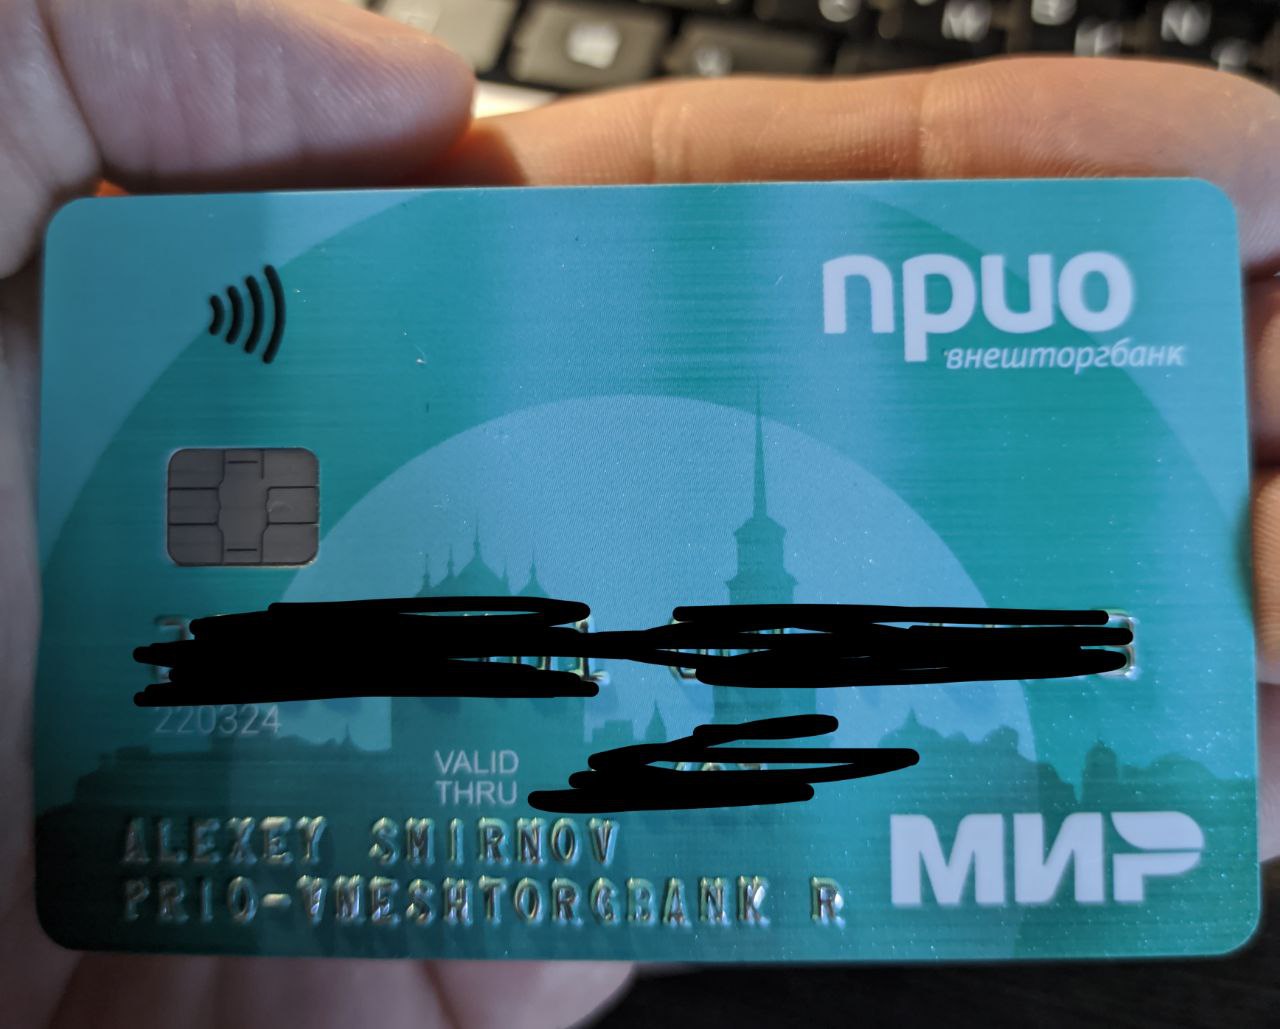 прио
внешторгбанк
220324
VALID
THRU
ALEXEY SMIRNOV
PRIO-VNESHTORGBANK R
МИР